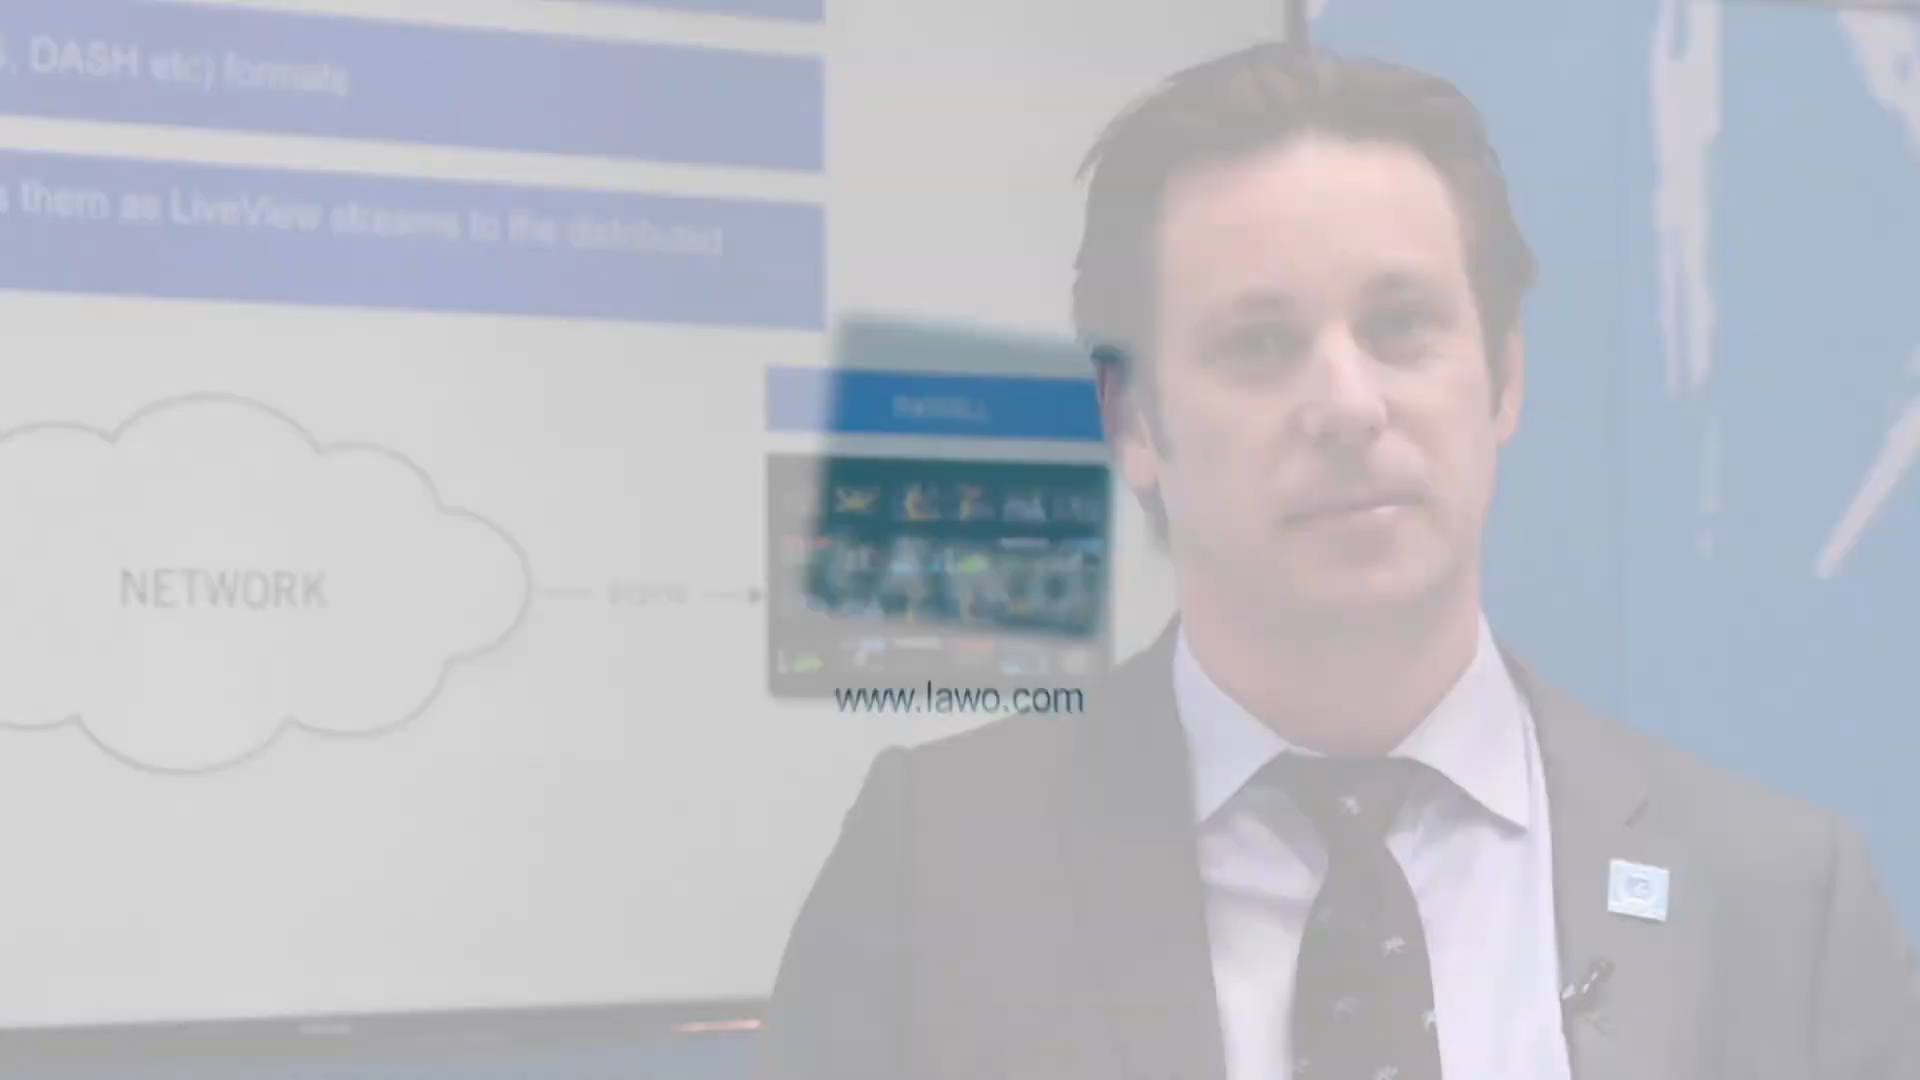 , DASH etc) formats
them as LiveView streams to the distributed
NETWORK
www.lawo.com